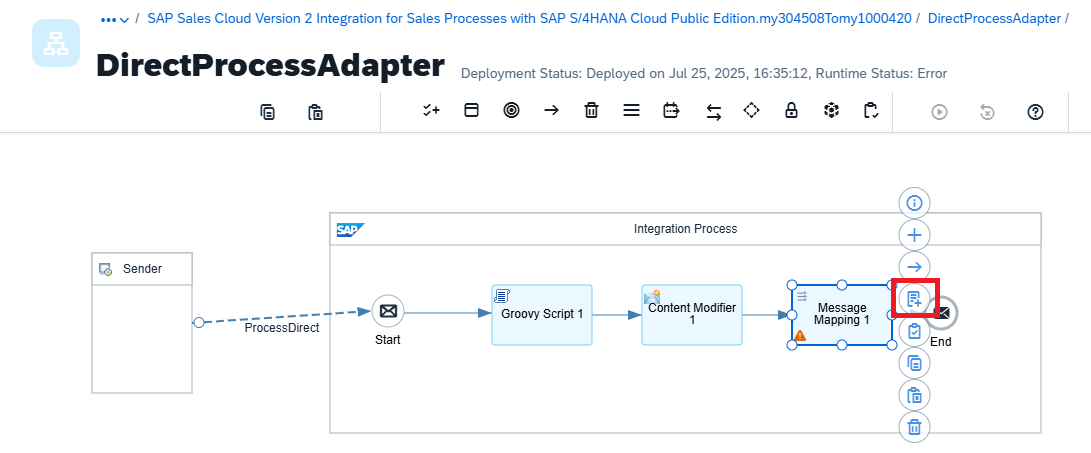 ••• / SAP Sales Cloud Version 2 Integration for Sales Processes with SAP S/4HANA Cloud Public Edition.my304508Tomy1000420 / DirectProcessAdapter /
DirectProcessAdapter Deployment Status: Deployed on Jul 25, 2025, 16:35:12, Runtime Status: Error
SAP Integration Process
Sender
ProcessDirect
Start
Groovy Script 1
Content Modifier
1
Message
Mapping 1
End